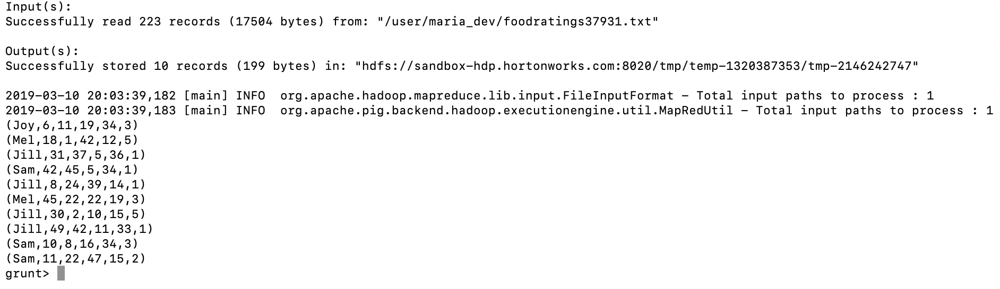 Input(s):
Successfully read 223 records (17504 bytes) from: "/user/maria_dev/foodratings37931.txt"
Output(s):
Successfully stored 10 records (199 bytes) in: "hdfs://sandbox-hdp.hortonworks.com:8020/tmp/temp-1320387353/tmp-2146242747"
2019-03-10 20:03:39,182 [main] INFO  org.apache.hadoop.mapreduce.lib.input.FileInputFormat - Total input paths to process : 1
2019-03-10 20:03:39,183 [main] INFO  org.apache.pig.backend.hadoop.executionengine.util.MapRedUtil - Total input paths to process : 1
(Joy,6,11,19,34,3)
(Mel,18,1,42,12,5)
(Jill,31,37,5,36,1)
(Sam,42,45,5,34,1)
(Jill,8,24,39,14,1)
(Mel,45,22,22,19,3)
(Jill,30,2,10,15,5)
(Jill,49,42,11,33,1)
(Sam,10,8,16,34,3)
(Sam,11,22,47,15,2)
grunt>